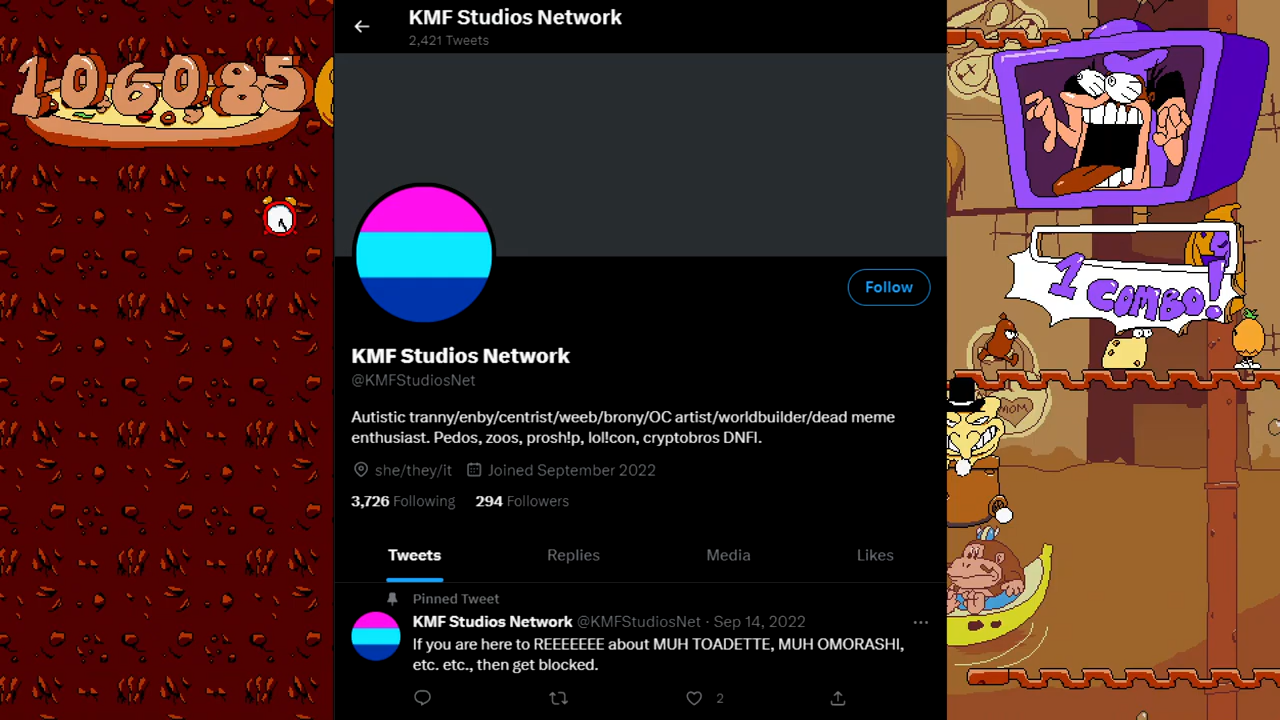 KMF Studios Network
2,421 Tweets
106085
Follow
1 COMBO!
KMF Studios Network
@KMFStudiosNet
Autistic tranny/enby/centrist/weeb/brony/OC artist/worldbuilder/dead meme
enthusiast. Pedos, zoos, prosh!p, lol!con, cryptobros DNF!.
MOM
she/they/it Joined September 2022
3,726 Following 294 Followers
Tweets Replies Media Likes
Pinned Tweet
KMF Studios Network @KMFStudiosNet · Sep 14, 2022
If you are here to REEEEEEE about MUH TOADETTE, MUH OMORASHI,
etc. etc., then get blocked.
2